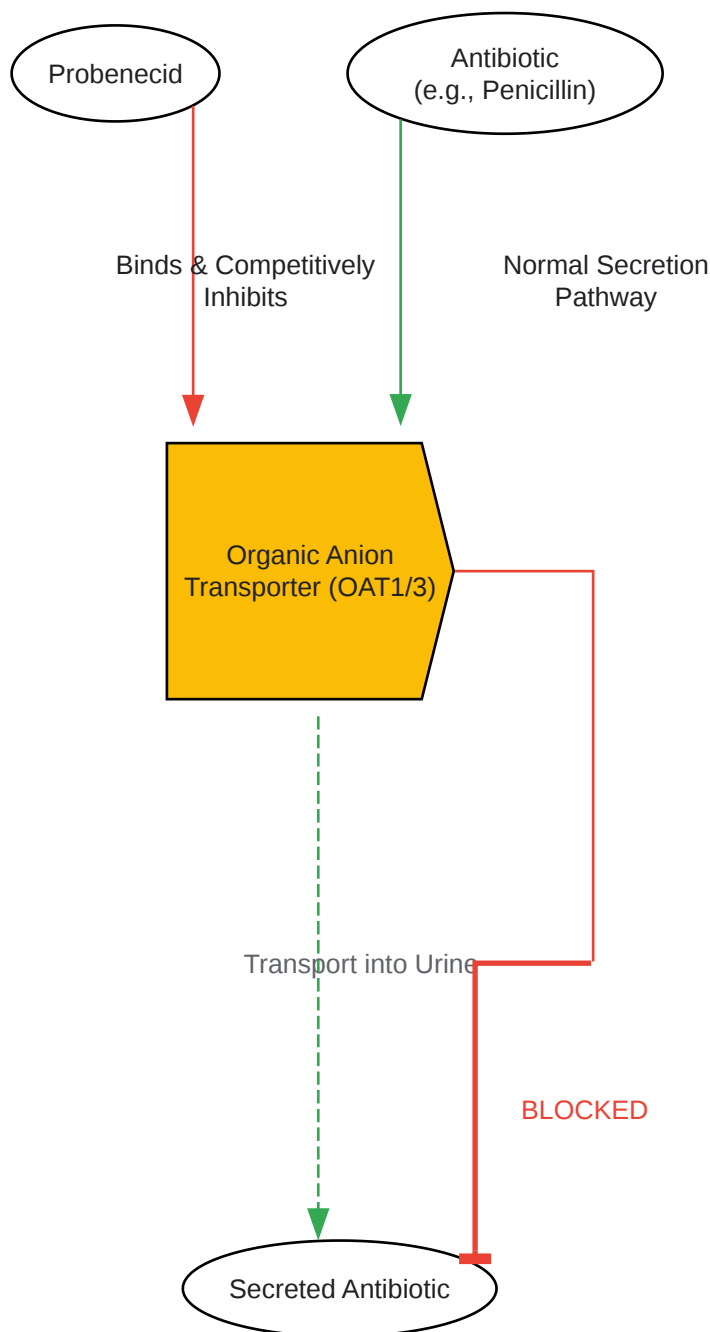 Probenecid
Antibiotic
(e.g., Penicillin)
Binds & Competitively
Inhibits
Normal Secretion
Pathway
Organic Anion
Transporter (OAT1/3)
Transport into Urine
BLOCKED
Secreted Antibiotic